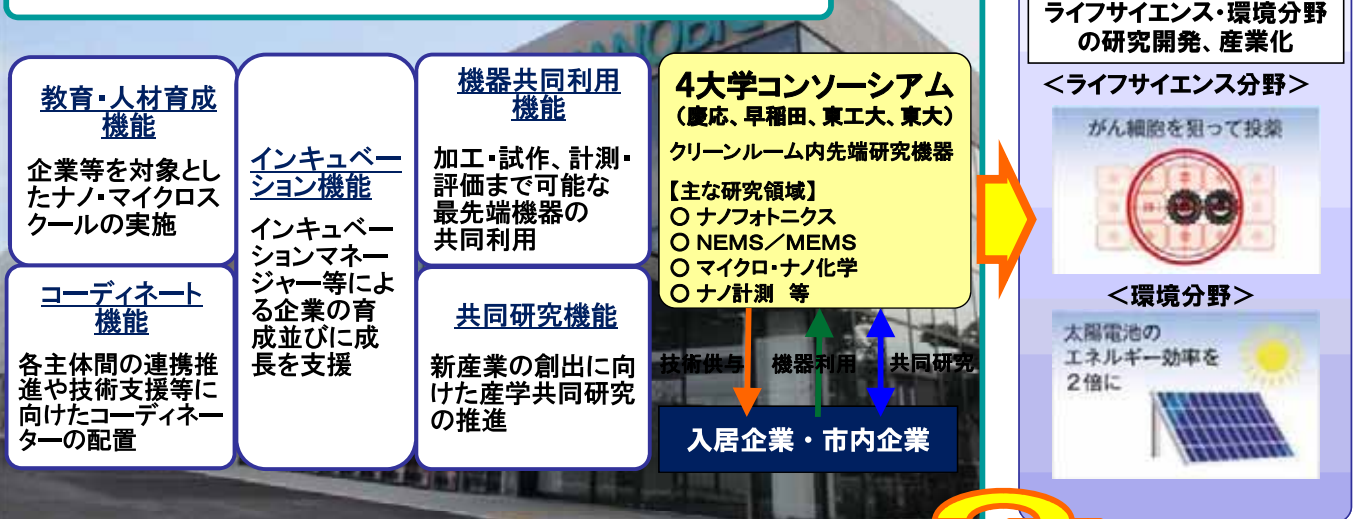 教育・人材育成
機能
企業等を対象とし
たナノ・マイクロス
クールの実施
コーディネート
機能
各主体間の連携推
進や技術支援等に
向けたコーディネー
ターの配置
インキュベー
ション機能
インキュベー
ションマネー
ジャー等によ
る企業の育
成並びに成
長を支援
機器共同利用
機能
加工・試作、計測・
評価まで可能な
最先端機器の
共同利用
共同研究機能
新産業の創出に向
けた産学共同研究
の推進
4大学コンソーシアム
(慶応、早稲田、東工大、東大)
クリーンルーム内先端研究機器
【主な研究領域】
○ ナノフォトニクス
○ NEMS/MEMS
○ マイクロ・ナノ化学
○ ナノ計測 等
技術供与 機器利用 共同研究
入居企業・市内企業
ライフサイエンス・環境分野
の研究開発、産業化
<ライフサイエンス分野>
がん細胞を狙って投薬
<環境分野>
太陽電池の
エネルギー効率を
2倍に